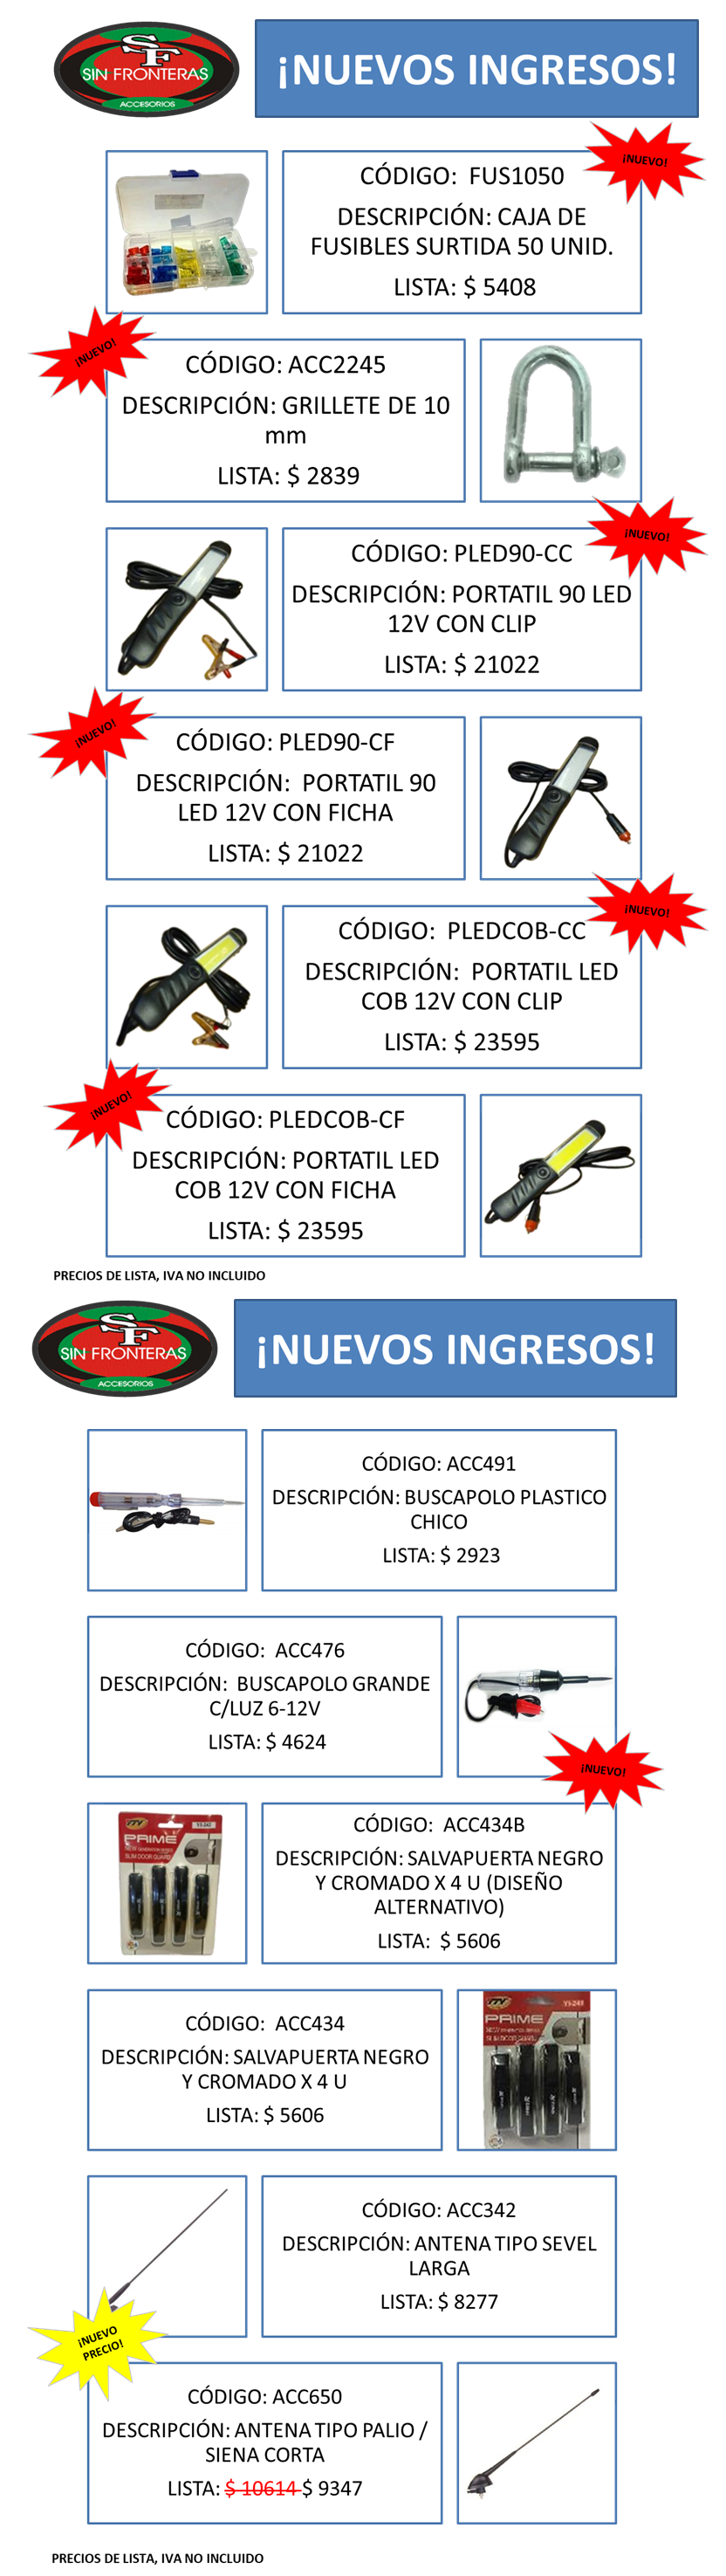 SF
SIN FRONTERAS
ACCESORIOS
¡NUEVOS INGRESOS!
¡NUEVO!
CÓDIGO: FUS1050
DESCRIPCIÓN: CAJA DE
FUSIBLES SURTIDA 50 UNID.
LISTA: $ 5408
¡NUEVO!
CÓDIGO: ACC2245
DESCRIPCIÓN: GRILLETE DE 10
mm
LISTA: $ 2839
¡NUEVO!
CÓDIGO: PLED90-CC
DESCRIPCIÓN: PORTATIL 90 LED
12V CON CLIP
LISTA: $ 21022
¡NUEVO!
CÓDIGO: PLED90-CF
DESCRIPCIÓN: PORTATIL 90
LED 12V CON FICHA
LISTA: $ 21022
¡NUEVO!
CÓDIGO: PLEDCOB-CC
DESCRIPCIÓN: PORTATIL LED
COB 12V CON CLIP
LISTA: $ 23595
¡NUEVO!
CÓDIGO: PLEDCOB-CF
DESCRIPCIÓN: PORTATIL LED
COB 12V CON FICHA
LISTA: $ 23595
PRECIOS DE LISTA, IVA NO INCLUIDO
SF
SIN FRONTERAS
ACCESORIOS
¡NUEVOS INGRESOS!
CÓDIGO: ACC491
DESCRIPCIÓN: BUSCAPOLO PLASTICO
CHICO
LISTA: $ 2923
CÓDIGO: ACC476
DESCRIPCIÓN: BUSCAPOLO GRANDE
C/LUZ 6-12V
LISTA: $ 4624
¡NUEVO!
PRIME
SLIM DOOR GUARD
CÓDIGO: ACC434B
DESCRIPCIÓN: SALVAPUERTA NEGRO
Y CROMADO X 4 U (DISEÑO
ALTERNATIVO)
LISTA: $ 5606
CÓDIGO: ACC434
DESCRIPCIÓN: SALVAPUERTA NEGRO
Y CROMADO X 4 U
LISTA: $ 5606
PRIME
CÓDIGO: ACC342
DESCRIPCIÓN: ANTENA TIPO SEVEL
LARGA
LISTA: $ 8277
¡NUEVO
PRECIO!
CÓDIGO: ACC650
DESCRIPCIÓN: ANTENA TIPO PALIO /
SIENA CORTA
LISTA: $ 10614 $ 9347
PRECIOS DE LISTA, IVA NO INCLUIDO